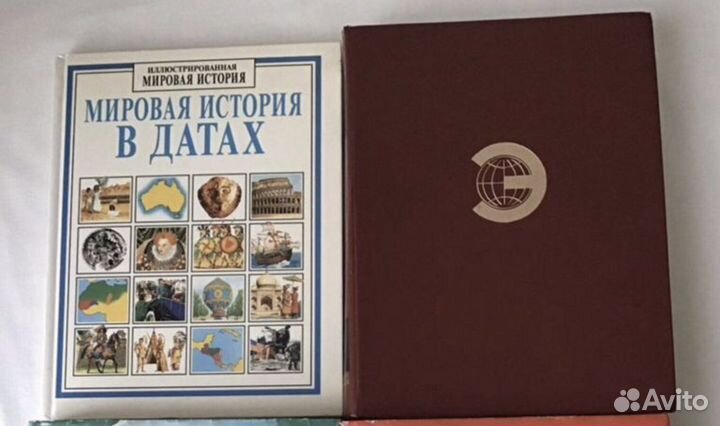 ИЛЛЮСТРИРОВАННАЯ
МИРОВАЯ ИСТОРИЯ
МИРОВАЯ ИСТОРИЯ
В ДАТАХ
Э
Avito